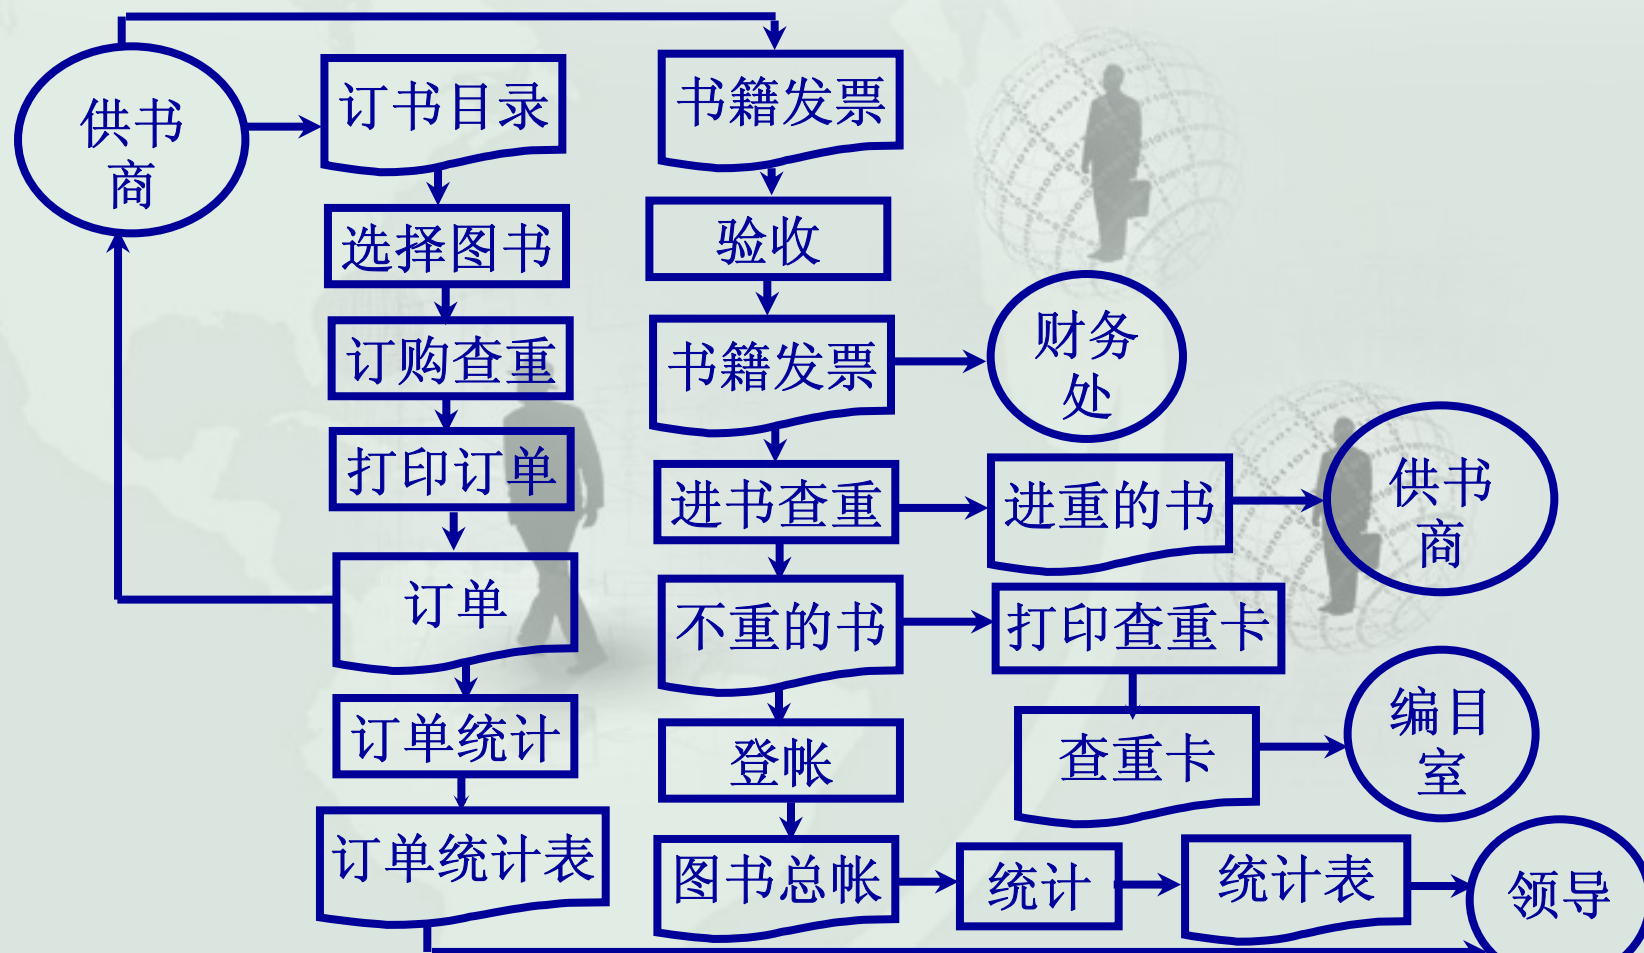 供书
商
订书目录
选择图书
订购查重
打印订单
订单
订单统计
订单统计表
书籍发票
验收
书籍发票
财务
处
进书查重
进重的书
供书
商
不重的书
打印查重卡
查重卡
编目
室
登帐
图书总帐
统计
统计表
领导